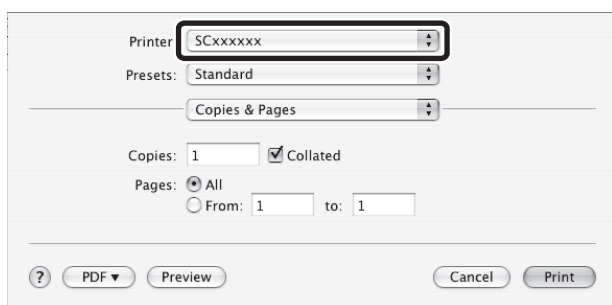 Printer SCxxxxxx
Presets: Standard
Copies & Pages
Copies: 1 Collated
Pages: All
From: 1 to: 1
? PDF Preview Cancel Print